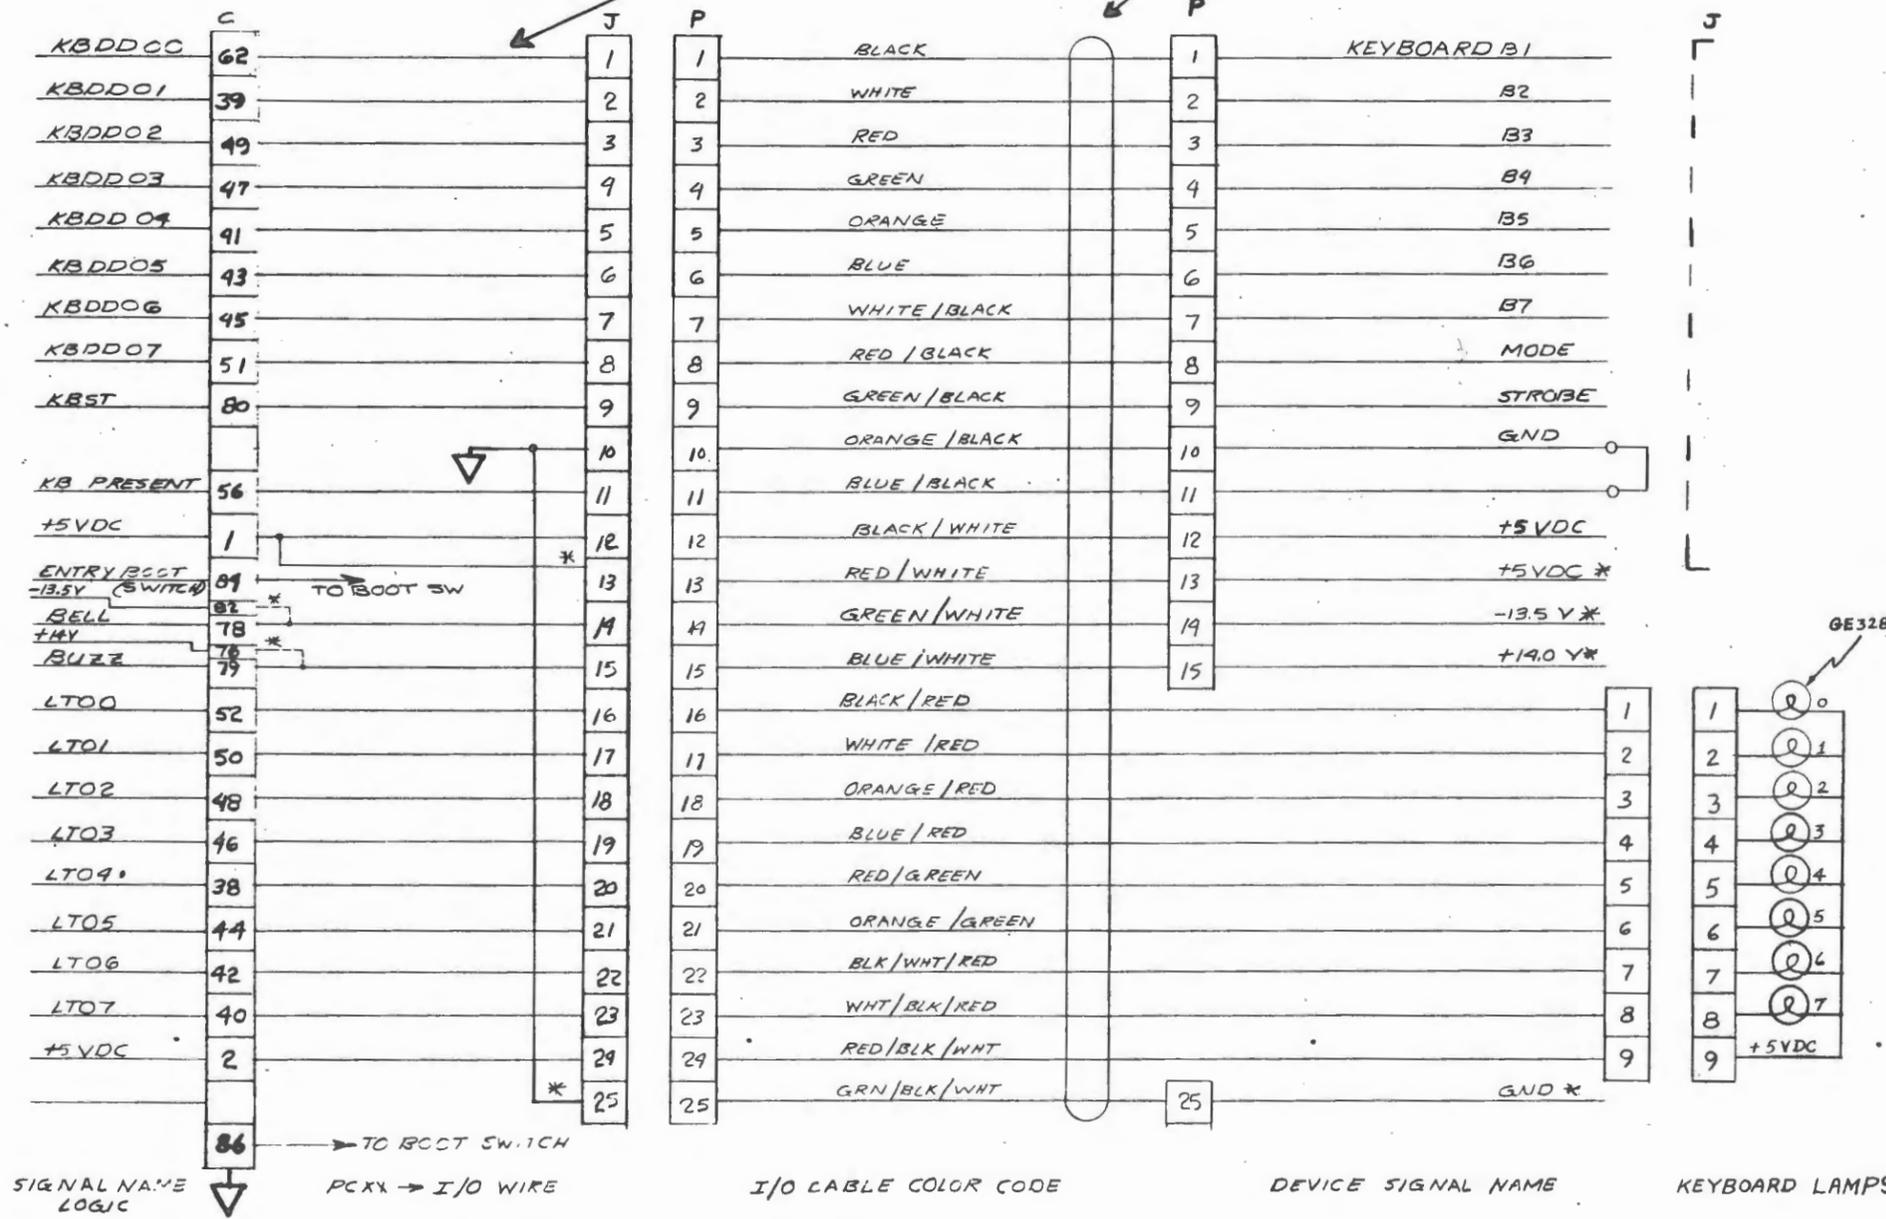 C J P P J
KBDD00 62 1 1 BLACK 1 KEYBOARD B1
KBDD01 39 2 2 WHITE 2 B2
KBDD02 49 3 3 RED 3 B3
KBDD03 47 4 4 GREEN 4 B4
KBDD04 41 5 5 ORANGE 5 B5
KBDD05 43 6 6 BLUE 6 B6
KBDD06 45 7 7 WHITE/BLACK 7 B7
KBDD07 51 8 8 RED/BLACK 8 MODE
KBST 80 9 9 GREEN/BLACK 9 STROBE
10 10 ORANGE/BLACK 10 GND
KB PRESENT 56 11 11 BLUE/BLACK 11
+5VDC 1 12 12 BLACK/WHITE 12 +5VDC
ENTRY BOOT (SWITCH) 84 TO BOOT SW * 13 13 RED/WHITE 13 +5VDC *
-13.5V 82 *
BELL 78 14 14 GREEN/WHITE 14 -13.5 V *
+14V 76 *
BUZZ 79 15 15 BLUE/WHITE 15 +14.0 V *
GE328
LT00 52 16 16 BLACK/RED 1 1 0
LT01 50 17 17 WHITE/RED 2 2 1
LT02 48 18 18 ORANGE/RED 3 3 2
LT03 46 19 19 BLUE/RED 4 4 3
LT04 38 20 20 RED/GREEN 5 5 4
LT05 44 21 21 ORANGE/GREEN 6 6 5
LT06 42 22 22 BLK/WHT/RED 7 7 6
LT07 40 23 23 WHT/BLK/RED 8 8 7
+5VDC 2 24 24 RED/BLK/WHT 9 9 +5VDC
* 25 25 GRN/BLK/WHT 25 GND *
86 TO BOOT SWITCH
SIGNAL NAME LOGIC PCXX → I/O WIRE I/O CABLE COLOR CODE DEVICE SIGNAL NAME KEYBOARD LAMPS